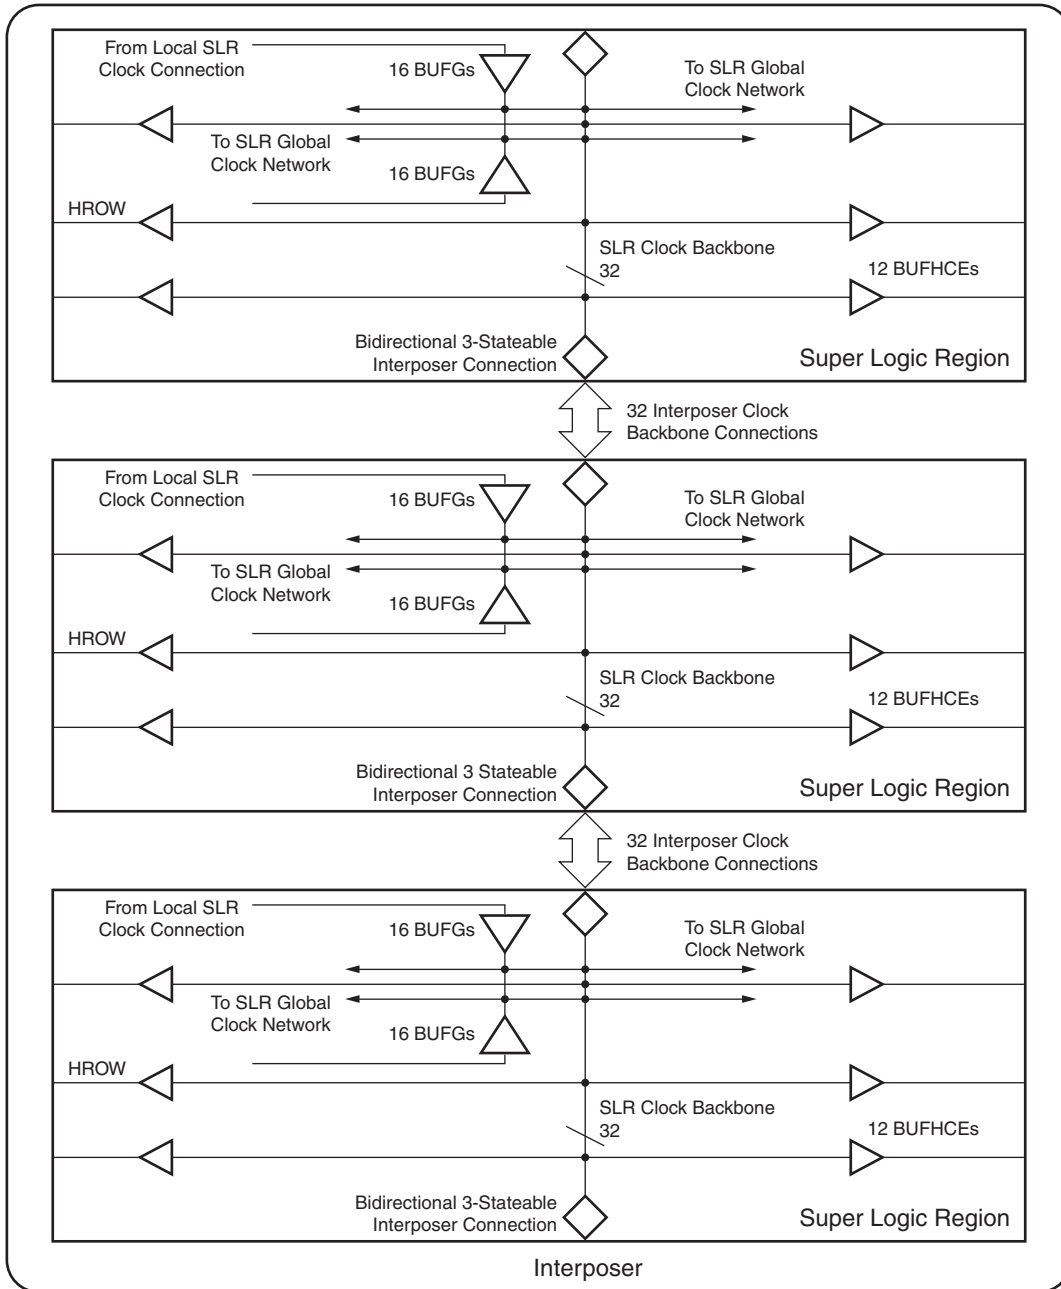 From Local SLR
Clock Connection
16 BUFGs
To SLR Global
Clock Network
To SLR Global
Clock Network
16 BUFGs
HROW
SLR Clock Backbone
32
12 BUFHCEs
Bidirectional 3-Stateable
Interposer Connection
Super Logic Region
32 Interposer Clock
Backbone Connections
From Local SLR
Clock Connection
16 BUFGs
To SLR Global
Clock Network
To SLR Global
Clock Network
16 BUFGs
HROW
SLR Clock Backbone
32
12 BUFHCEs
Bidirectional 3 Stateable
Interposer Connection
Super Logic Region
32 Interposer Clock
Backbone Connections
From Local SLR
Clock Connection
16 BUFGs
To SLR Global
Clock Network
To SLR Global
Clock Network
16 BUFGs
HROW
SLR Clock Backbone
32
12 BUFHCEs
Bidirectional 3-Stateable
Interposer Connection
Super Logic Region
Interposer